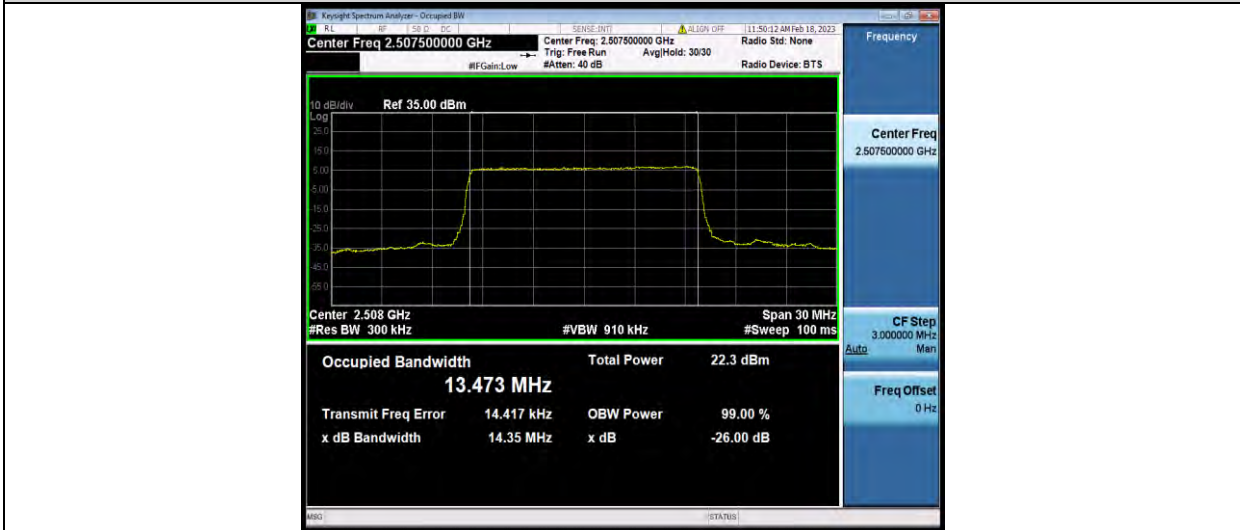 Keysight Spectrum Analyzer - Occupied BW
RL RF 50 Ω DC SENSE:INT ALIGN OFF 11:50:12 AM Feb 18, 2023
Center Freq 2.507500000 GHz
Center Freq: 2.507500000 GHz
Radio Std: None
Trig: Free Run Avg|Hold: 30/30
#IFGain:Low
#Atten: 40 dB
Radio Device: BTS
Frequency
10 dB/div Ref 35.00 dBm
Log
25.0
15.0
5.00
-5.00
-15.0
-25.0
-35.0
-45.0
-55.0
Center 2.508 GHz
Span 30 MHz
#Res BW 300 kHz
#VBW 910 kHz
#Sweep 100 ms
Center Freq
2.507500000 GHz
CF Step
3.000000 MHz
Auto Man
Freq Offset
0 Hz
Occupied Bandwidth
Total Power 22.3 dBm
13.473 MHz
Transmit Freq Error 14.417 kHz OBW Power 99.00 %
x dB Bandwidth 14.35 MHz x dB -26.00 dB
MSG STATUS